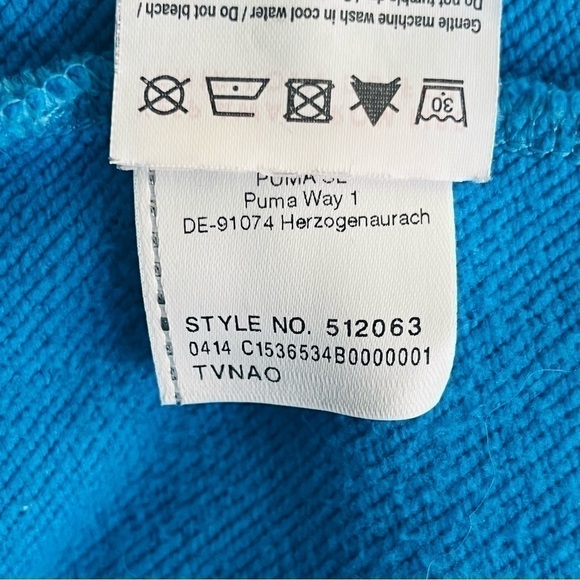 Gentle machine wash in cool water / Do not bleach /
30
PUMA SE
Puma Way 1
DE-91074 Herzogenaurach
STYLE NO. 512063
0414 C1536534B0000001
TVNAO